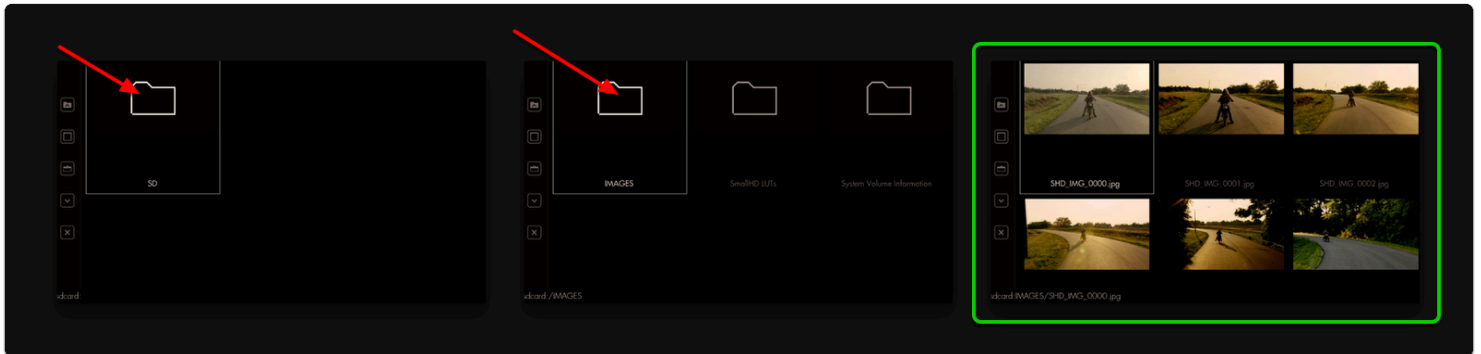 SD
sdcard:
IMAGES
SmallHD LUTs
System Volume Information
sdcard:/IMAGES
SHD_IMG_0000.jpg
SHD_IMG_0001.jpg
SHD_IMG_0002.jpg
sdcard:IMAGES/SHD_IMG_0000.jpg